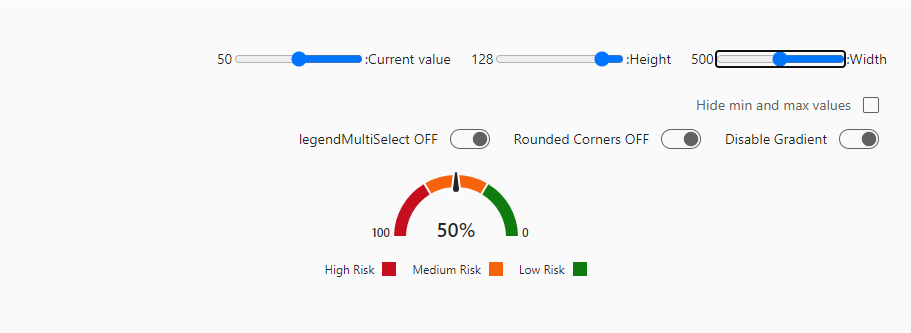 50 :Current value 128 :Height 500 :Width
Hide min and max values
legendMultiSelect OFF Rounded Corners OFF Disable Gradient
100 50% 0
High Risk Medium Risk Low Risk